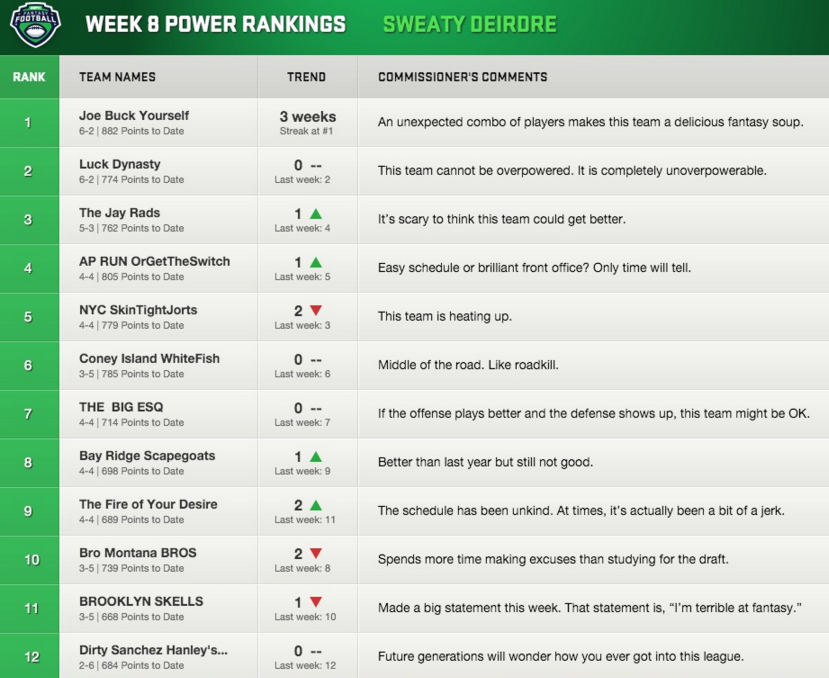 FANTASY
FOOTBALL
WEEK 8 POWER RANKINGS SWEATY DEIRDRE
RANK TEAM NAMES TREND COMMISSIONER'S COMMENTS
1 Joe Buck Yourself 3 weeks An unexpected combo of players makes this team a delicious fantasy soup.
6-2 | 882 Points to Date Streak at #1
2 Luck Dynasty 0 -- This team cannot be overpowered. It is completely unoverpowerable.
6-2 | 774 Points to Date Last week: 2
3 The Jay Rads 1 ▲ It's scary to think this team could get better.
5-3 | 762 Points to Date Last week: 4
4 AP RUN OrGetTheSwitch 1 ▲ Easy schedule or brilliant front office? Only time will tell.
4-4 | 805 Points to Date Last week: 5
5 NYC SkinTightJorts 2 ▼ This team is heating up.
4-4 | 779 Points to Date Last week: 3
6 Coney Island WhiteFish 0 -- Middle of the road. Like roadkill.
3-5 | 785 Points to Date Last week: 6
7 THE BIG ESQ 0 -- If the offense plays better and the defense shows up, this team might be OK.
4-4 | 714 Points to Date Last week: 7
8 Bay Ridge Scapegoats 1 ▲ Better than last year but still not good.
4-4 | 698 Points to Date Last week: 9
9 The Fire of Your Desire 2 ▲ The schedule has been unkind. At times, it's actually been a bit of a jerk.
4-4 | 689 Points to Date Last week: 11
10 Bro Montana BROS 2 ▼ Spends more time making excuses than studying for the draft.
3-5 | 739 Points to Date Last week: 8
11 BROOKLYN SKELLS 1 ▼ Made a big statement this week. That statement is, “I'm terrible at fantasy.”
3-5 | 668 Points to Date Last week: 10
12 Dirty Sanchez Hanley's... 0 -- Future generations will wonder how you ever got into this league.
2-6 | 684 Points to Date Last week: 12